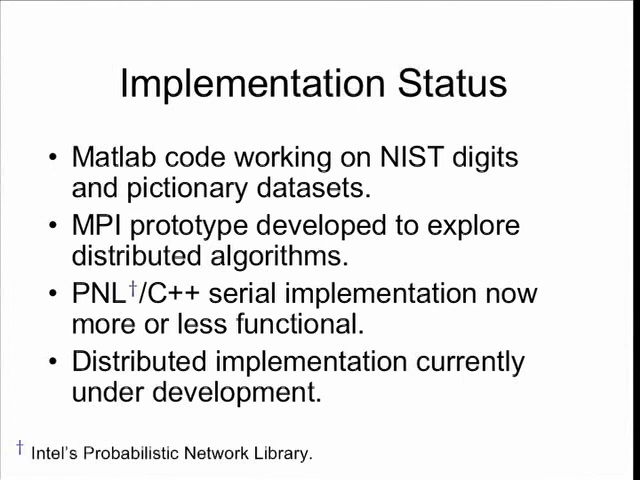 Implementation Status
• Matlab code working on NIST digits
and pictionary datasets.
• MPI prototype developed to explore
distributed algorithms.
• PNL†/C++ serial implementation now
more or less functional.
• Distributed implementation currently
under development.
† Intel's Probabilistic Network Library.